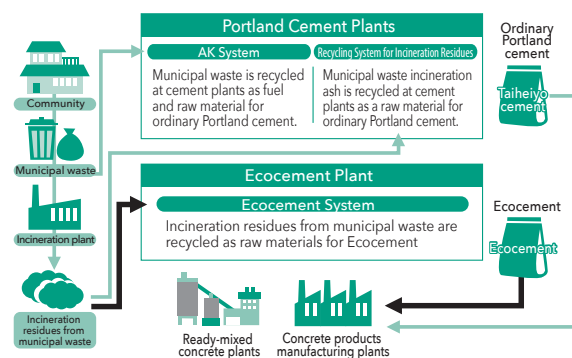 Portland Cement Plants
AK System
Municipal waste is recycled
at cement plants as fuel
and raw material for
ordinary Portland cement.
Recycling System for Incineration Residues
Municipal waste incineration
ash is recycled at cement
plants as a raw material for
ordinary Portland cement.
Ordinary
Portland
cement
Taiheiyo
cement
Community
Municipal waste
Incineration plant
Incineration
residues from
municipal waste
Ecocement Plant
Ecocement System
Incineration residues from municipal waste are
recycled as raw materials for Ecocement
Ecocement
Ecocement
Ready-mixed
concrete plants
Concrete products
manufacturing plants